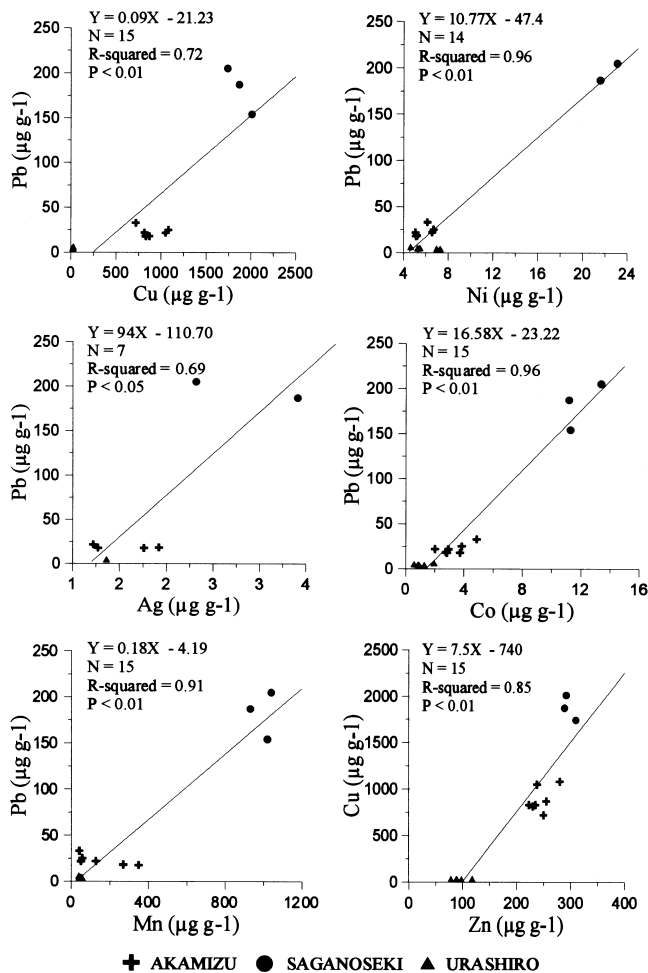 Y = 0.09X - 21.23
N = 15
R-squared = 0.72
P < 0.01
250
200
150
100
50
0
Pb (µg g-1)
0 500 1000 1500 2000 2500
Cu (µg g-1)
Y = 10.77X - 47.4
N = 14
R-squared = 0.96
P < 0.01
250
200
150
100
50
0
Pb (µg g-1)
4 8 12 16 20 24
Ni (µg g-1)
Y = 94X - 110.70
N = 7
R-squared = 0.69
P < 0.05
250
200
150
100
50
0
Pb (µg g-1)
1 2 2 3 3 4
Ag (µg g-1)
Y = 16.58X - 23.22
N = 15
R-squared = 0.96
P < 0.01
250
200
150
100
50
0
Pb (µg g-1)
0 4 8 12 16
Co (µg g-1)
Y = 0.18X - 4.19
N = 15
R-squared = 0.91
P < 0.01
250
200
150
100
50
0
Pb (µg g-1)
0 400 800 1200
Mn (µg g-1)
Y = 7.5X - 740
N = 15
R-squared = 0.85
P < 0.01
2500
2000
1500
1000
500
0
Cu (µg g-1)
0 100 200 300 400
Zn (µg g-1)
AKAMIZU SAGANOSEKI URASHIRO